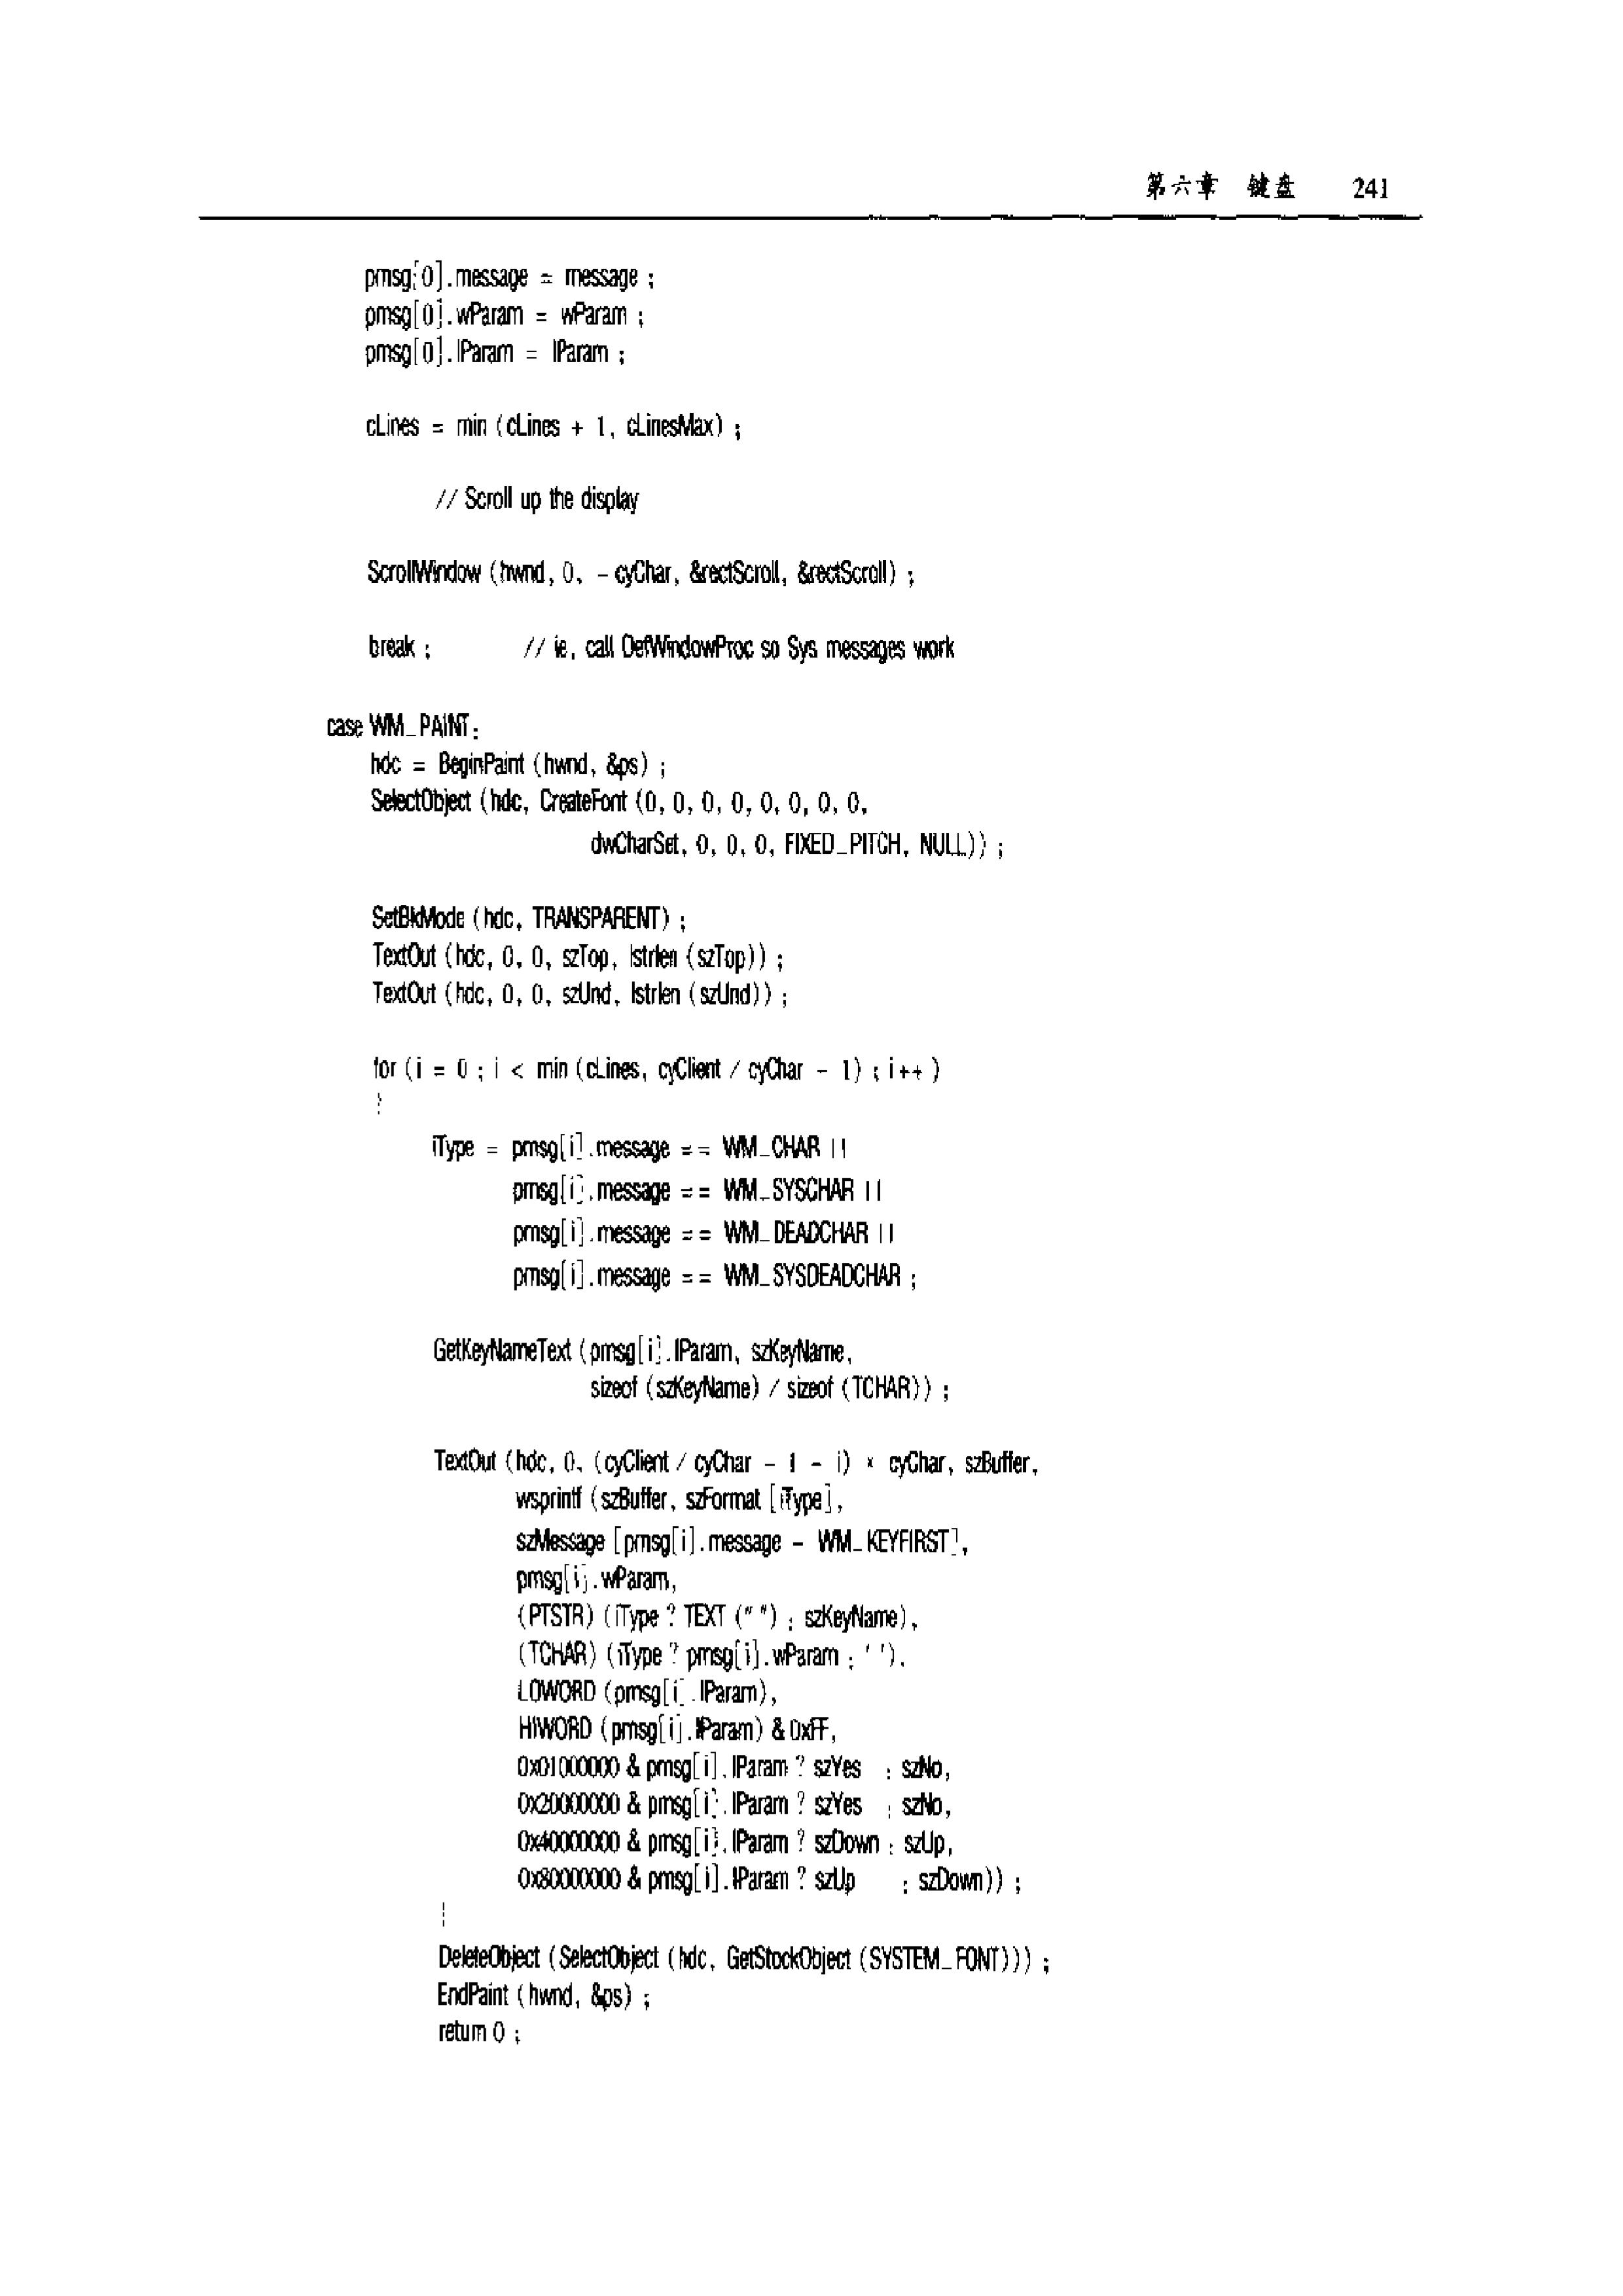 第六章 键盘 241
pmsg[0].message = message ;
pmsg[0].wParam = wParam ;
pmsg[0].lParam = lParam ;
cLines = min (cLines + 1, cLinesMax) ;
// Scroll up the display
ScrollWindow (hwnd, 0, - cyChar, &rectScroll, &rectScroll) ;
break ; // ie, call DefWindowProc so Sys messages work
case WM_PAINT:
hdc = BeginPaint (hwnd, &ps) ;
SelectObject (hdc, CreateFont (0, 0, 0, 0, 0, 0, 0, 0,
dwCharSet, 0, 0, 0, FIXED_PITCH, NULL)) ;
SetBkMode (hdc, TRANSPARENT) ;
TextOut (hdc, 0, 0, szTop, lstrlen (szTop)) ;
TextOut (hdc, 0, 0, szUnd, lstrlen (szUnd)) ;
for (i = 0 ; i < min (cLines, cyClient / cyChar - 1) ; i++ )
{
iType = pmsg[i].message == WM_CHAR ||
pmsg[i].message == WM_SYSCHAR ||
pmsg[i].message == WM_DEADCHAR ||
pmsg[i].message == WM_SYSDEADCHAR ;
GetKeyNameText (pmsg[i].lParam, szKeyName,
sizeof (szKeyName) / sizeof (TCHAR)) ;
TextOut (hdc, 0, (cyClient / cyChar - 1 - i) * cyChar, szBuffer,
wsprintf (szBuffer, szFormat [iType],
szMessage [pmsg[i].message - WM_KEYFIRST],
pmsg[i].wParam,
(PTSTR) (iType ? TEXT (" ") : szKeyName),
(TCHAR) (iType ? pmsg[i].wParam : ' '),
LOWORD (pmsg[i].lParam),
HIWORD (pmsg[i].lParam) & 0xFF,
0x01000000 & pmsg[i].lParam ? szYes : szNo,
0x20000000 & pmsg[i].lParam ? szYes : szNo,
0x40000000 & pmsg[i].lParam ? szDown : szUp,
0x80000000 & pmsg[i].lParam ? szUp : szDown)) ;
}
DeleteObject (SelectObject (hdc, GetStockObject (SYSTEM_FONT))) ;
EndPaint (hwnd, &ps) ;
return 0 ;